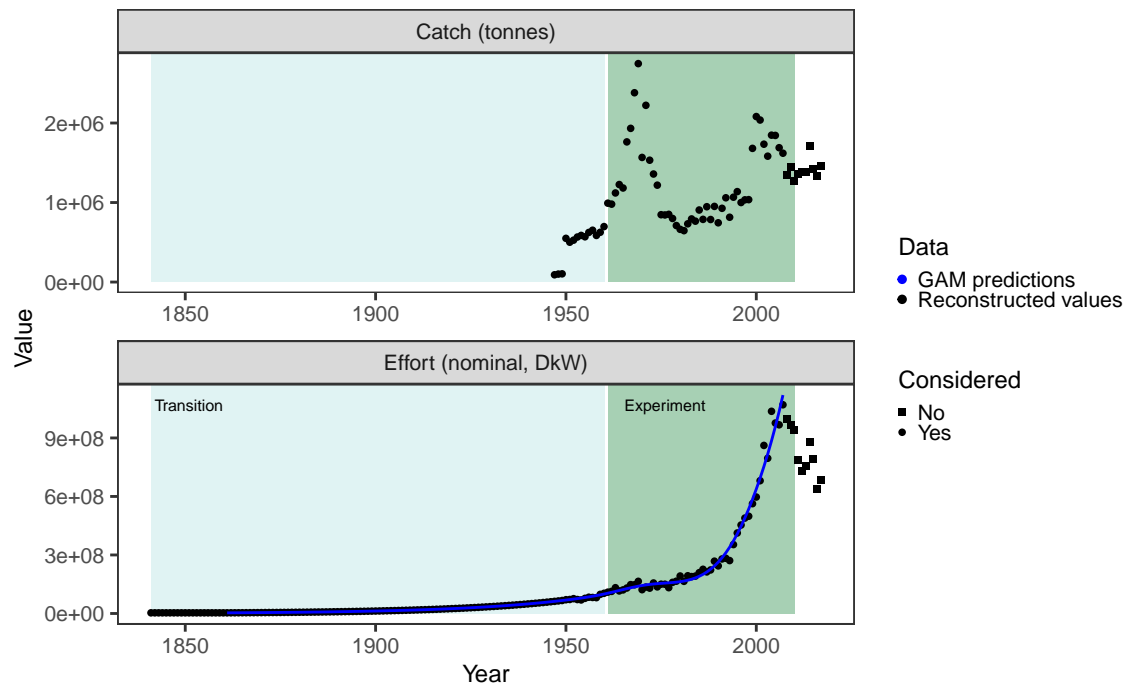 Catch (tonnes)
2e+06
1e+06
0e+00
1850
1900
1950
2000
Value
Effort (nominal, DkW)
Transition
Experiment
9e+08
6e+08
3e+08
0e+00
1850
1900
1950
2000
Year
Data
GAM predictions
Reconstructed values
Considered
No
Yes